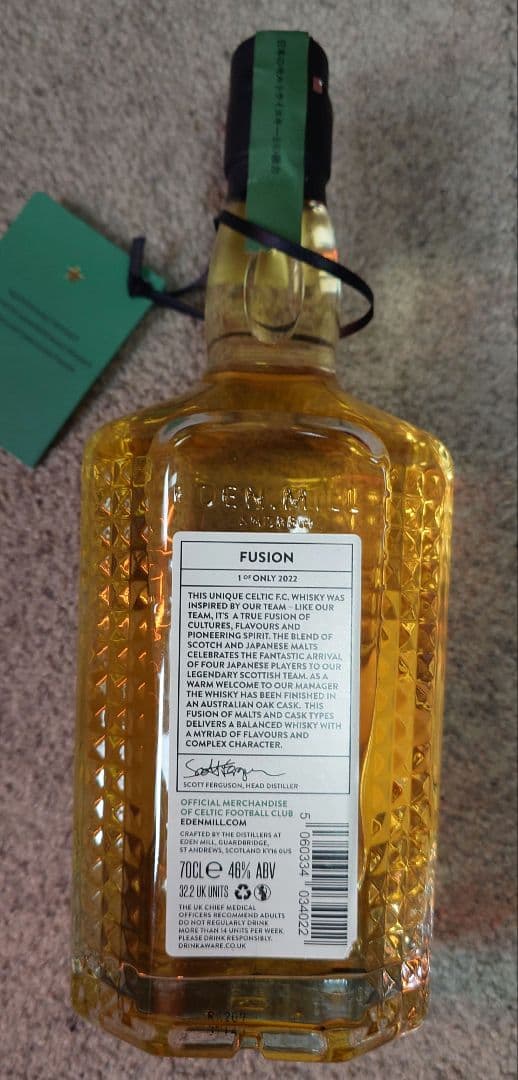 EDEN.MILL
FUSION
1 OF ONLY 2022
THIS UNIQUE CELTIC F.C. WHISKY WAS
INSPIRED BY OUR TEAM – LIKE OUR
TEAM, IT'S A TRUE FUSION OF
CULTURES, FLAVOURS AND
PIONEERING SPIRIT. THE BLEND OF
SCOTCH AND JAPANESE MALTS
CELEBRATES THE FANTASTIC ARRIVAL
OF FOUR JAPANESE PLAYERS TO OUR
LEGENDARY SCOTTISH TEAM. AS A
WARM WELCOME TO OUR MANAGER
THE WHISKY HAS BEEN FINISHED IN
AN AUSTRALIAN OAK CASK. THIS
FUSION OF MALTS AND CASK TYPES
DELIVERS A BALANCED WHISKY WITH
A MYRIAD OF FLAVOURS AND
COMPLEX CHARACTER.
Scott Ferguson
SCOTT FERGUSON, HEAD DISTILLER
OFFICIAL MERCHANDISE
OF CELTIC FOOTBALL CLUB
EDENMILL.COM
CRAFTED BY THE DISTILLERS AT
EDEN MILL, GUARDBRIDGE,
ST ANDREWS, SCOTLAND KY16 0US
70CL e 46% ABV
32.2 UK UNITS
THE UK CHIEF MEDICAL
OFFICERS RECOMMEND ADULTS
DO NOT REGULARLY DRINK
MORE THAN 14 UNITS PER WEEK.
PLEASE DRINK RESPONSIBLY.
DRINKAWARE.CO.UK
5 060334 034022